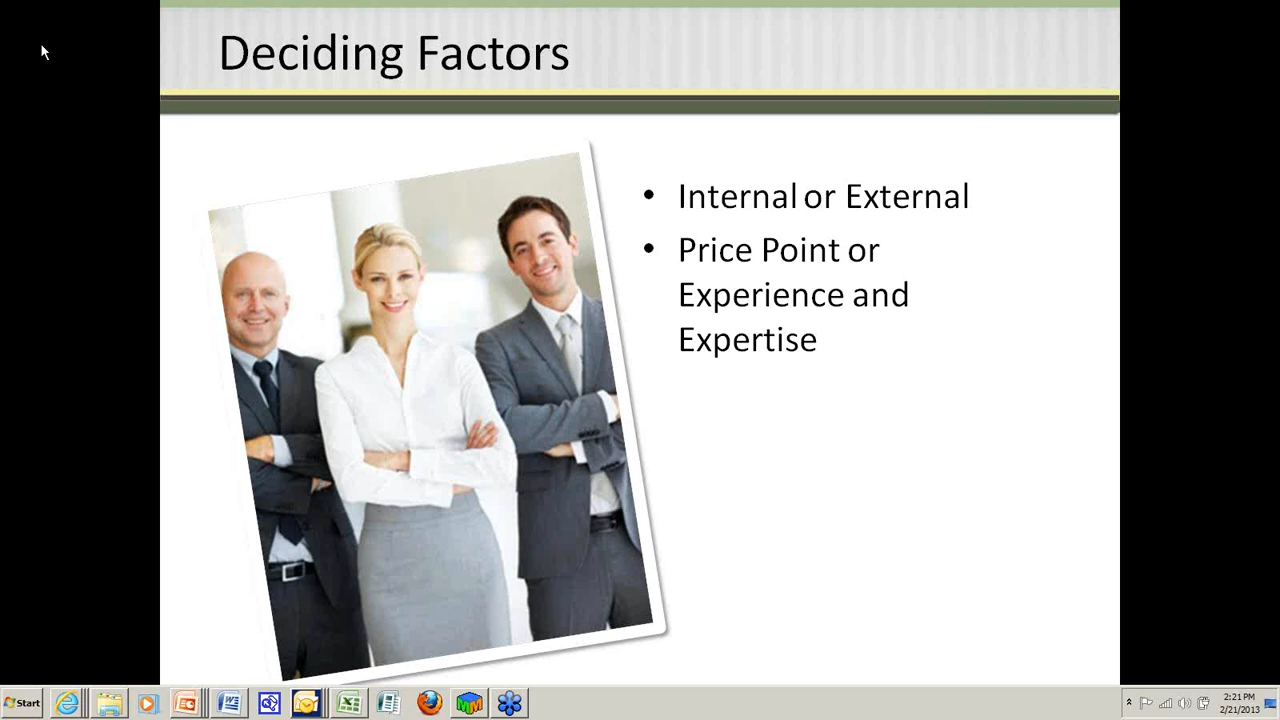 Deciding Factors
• Internal or External
• Price Point or
Experience and
Expertise
Start
2:21 PM
2/21/2013